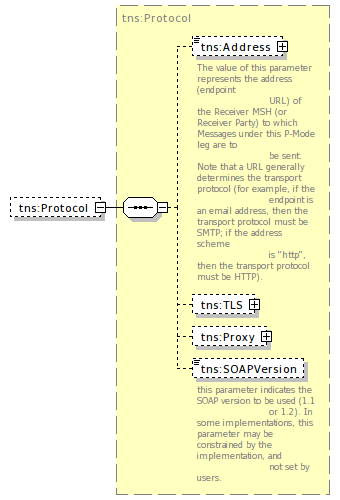 tns:Protocol
tns:Address
The value of this parameter
represents the address
(endpoint
URL) of
the Receiver MSH (or
Receiver Party) to which
Messages under this P-Mode
leg are to
be sent.
Note that a URL generally
determines the transport
protocol (for example, if the
endpoint is
an email address, then the
transport protocol must be
SMTP; if the address
scheme
is "http",
then the transport protocol
must be HTTP).
tns:Protocol
tns:TLS
tns:Proxy
tns:SOAPVersion
this parameter indicates the
SOAP version to be used (1.1
or 1.2). In
some implementations, this
parameter may be
constrained by the
implementation, and
not set by
users.